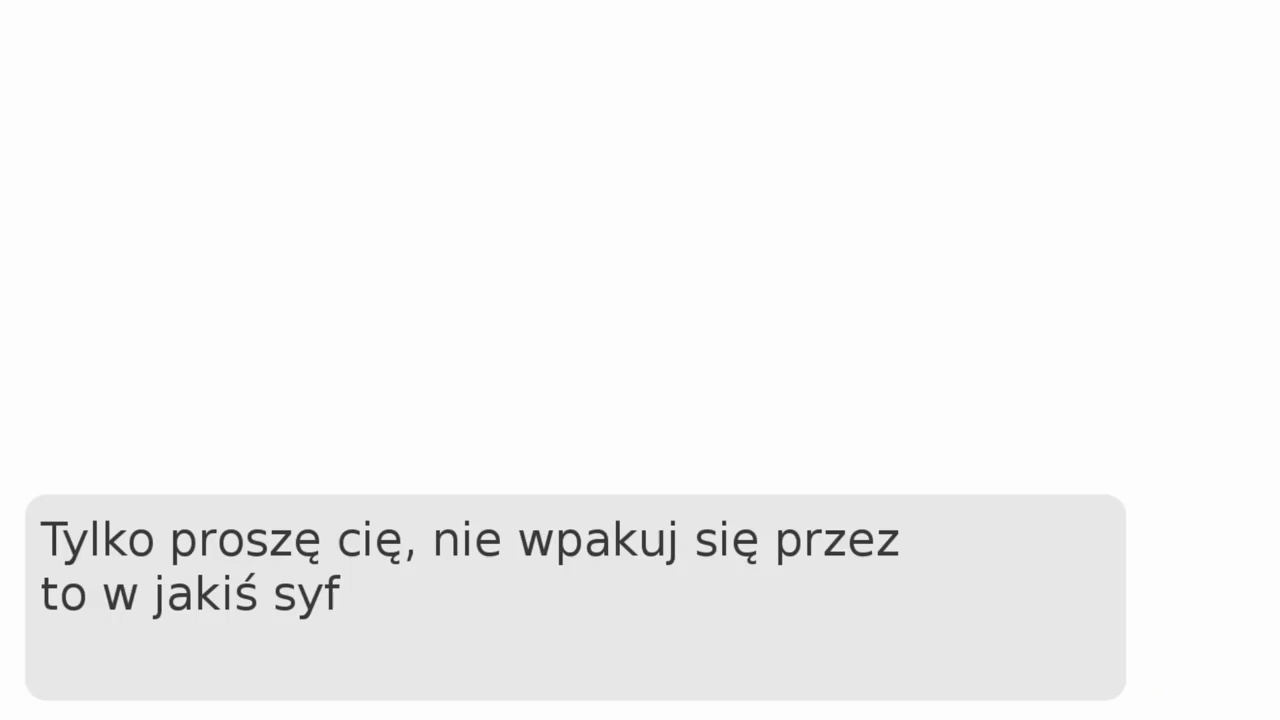 Tylko proszę cię, nie wpakuj się przez
to w jakiś syf